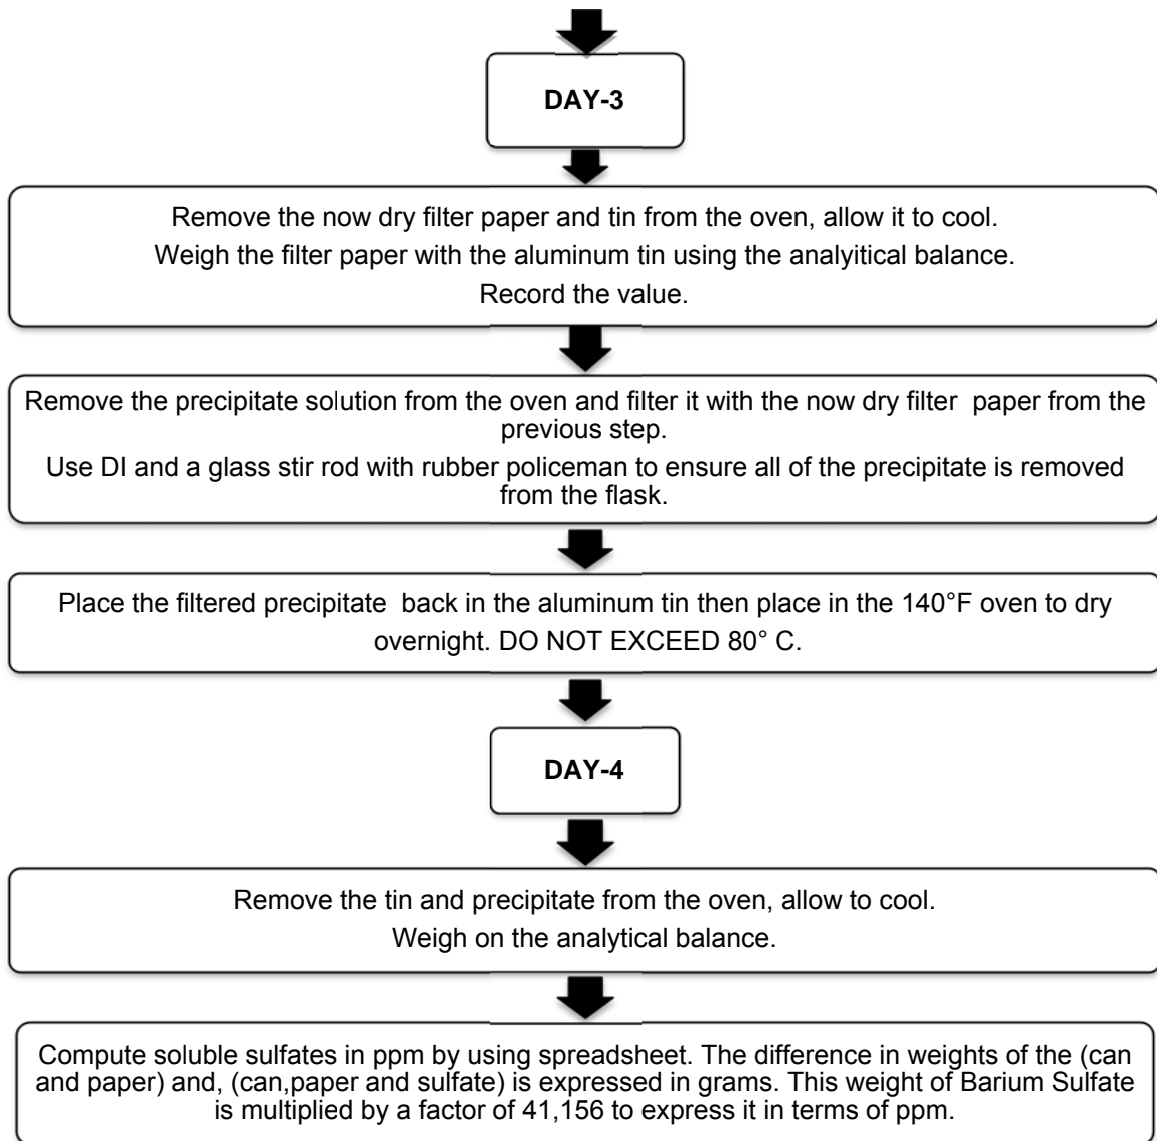 DAY-3
Remove the now dry filter paper and tin from the oven, allow it to cool.
Weigh the filter paper with the aluminum tin using the analyitical balance.
Record the value.
Remove the precipitate solution from the oven and filter it with the now dry filter  paper from the
previous step.
Use DI and a glass stir rod with rubber policeman to ensure all of the precipitate is removed
from the flask.
Place the filtered precipitate  back in the aluminum tin then place in the 140°F oven to dry
overnight. DO NOT EXCEED 80° C.
DAY-4
Remove the tin and precipitate from the oven, allow to cool.
Weigh on the analytical balance.
Compute soluble sulfates in ppm by using spreadsheet. The difference in weights of the (can
and paper) and, (can,paper and sulfate) is expressed in grams. This weight of Barium Sulfate
is multiplied by a factor of 41,156 to express it in terms of ppm.